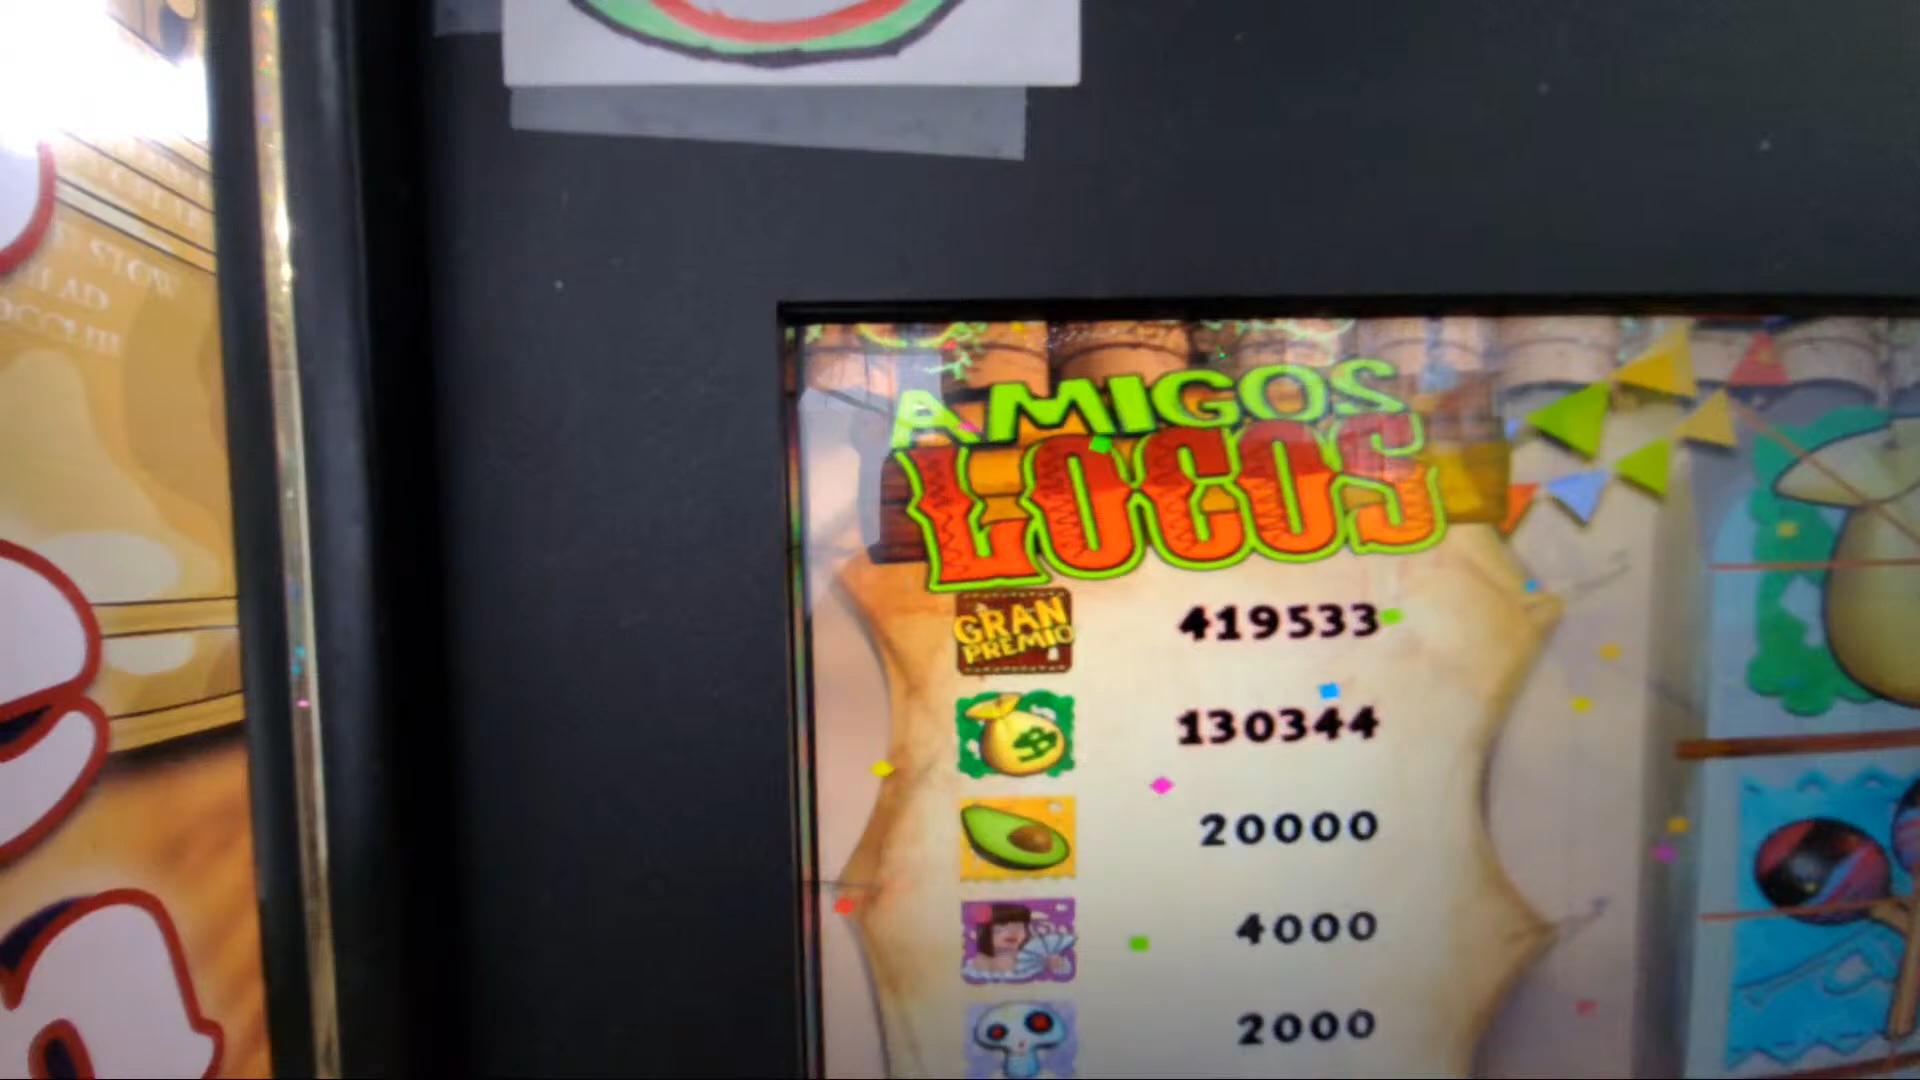 AMIGOS
LOCOS
GRAN
PREMIO
419533
130344
20000
4000
2000